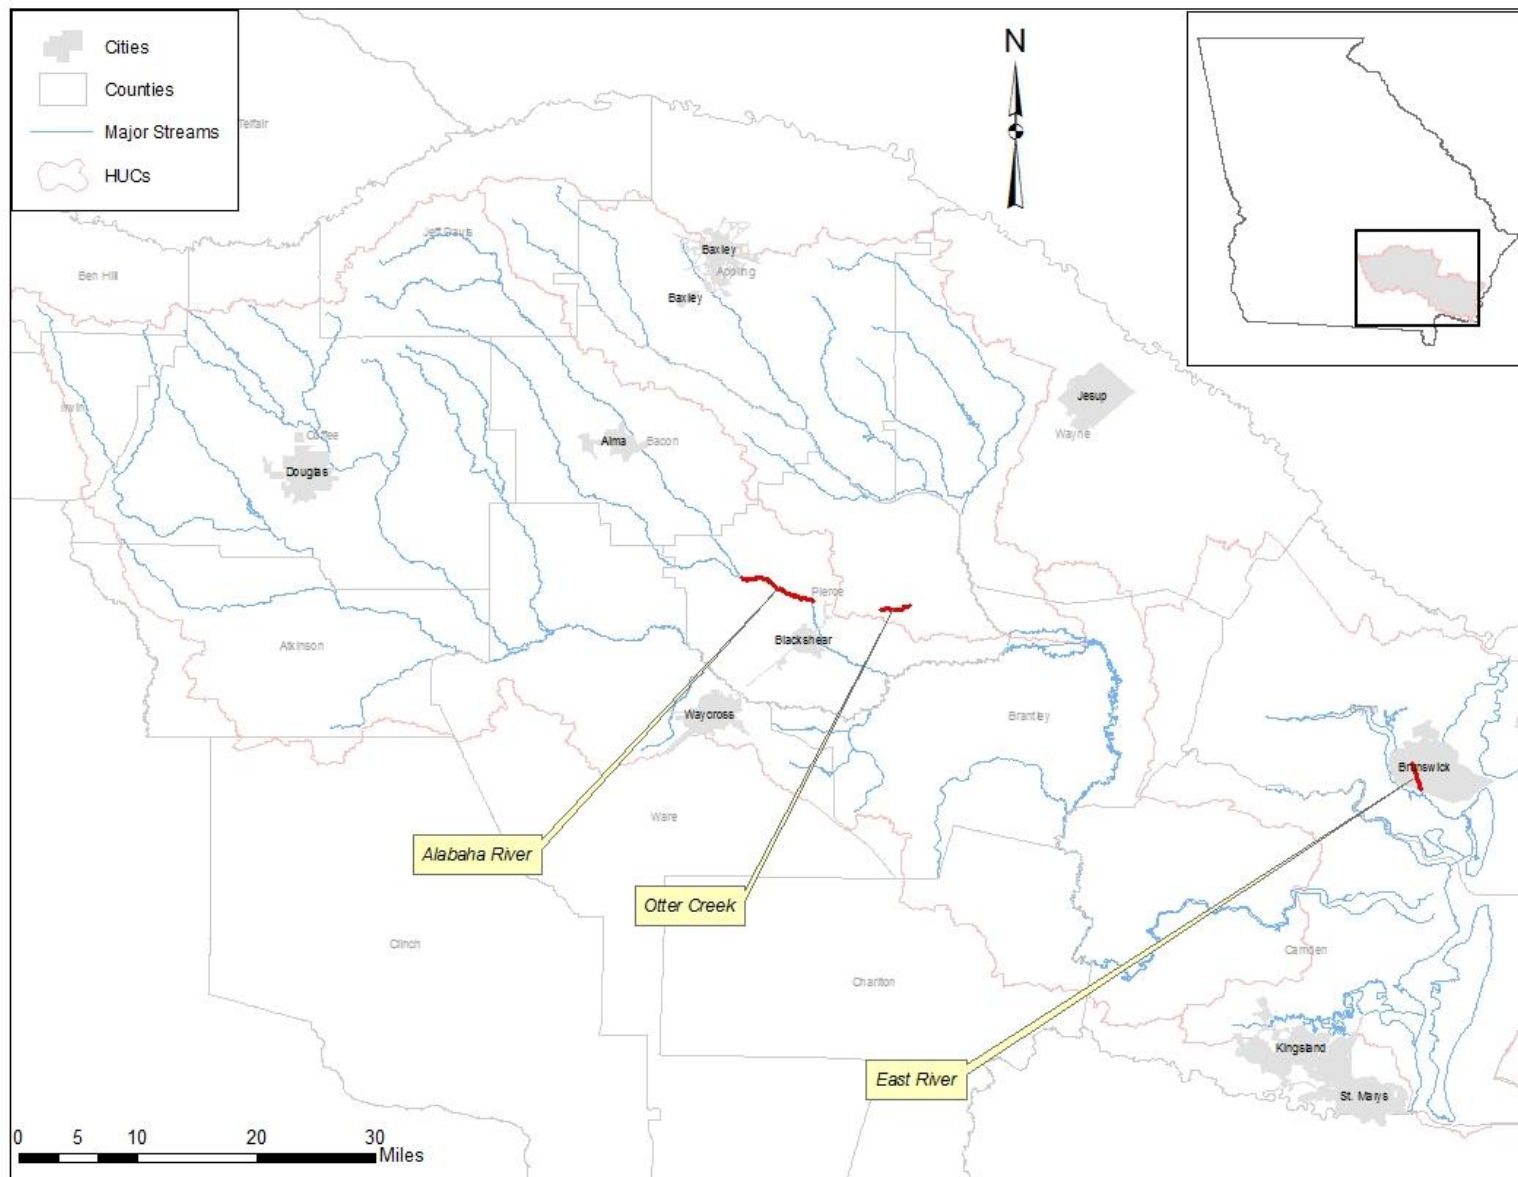 Cities
Counties
Major Streams
HUCs
N
Telfair
Jeff Davis
Ben Hill
Baxley
Appling
Baxley
Irwin
Jesup
Wayne
Coffee
Douglas
Alma
Bacon
Pierce
Blackshear
Atkinson
Waycross
Brantley
Brunswick
Ware
Alabaha River
Otter Creek
Clinch
Charlton
Camden
Kingsland
East River
St. Marys
0 5 10 20 30
Miles